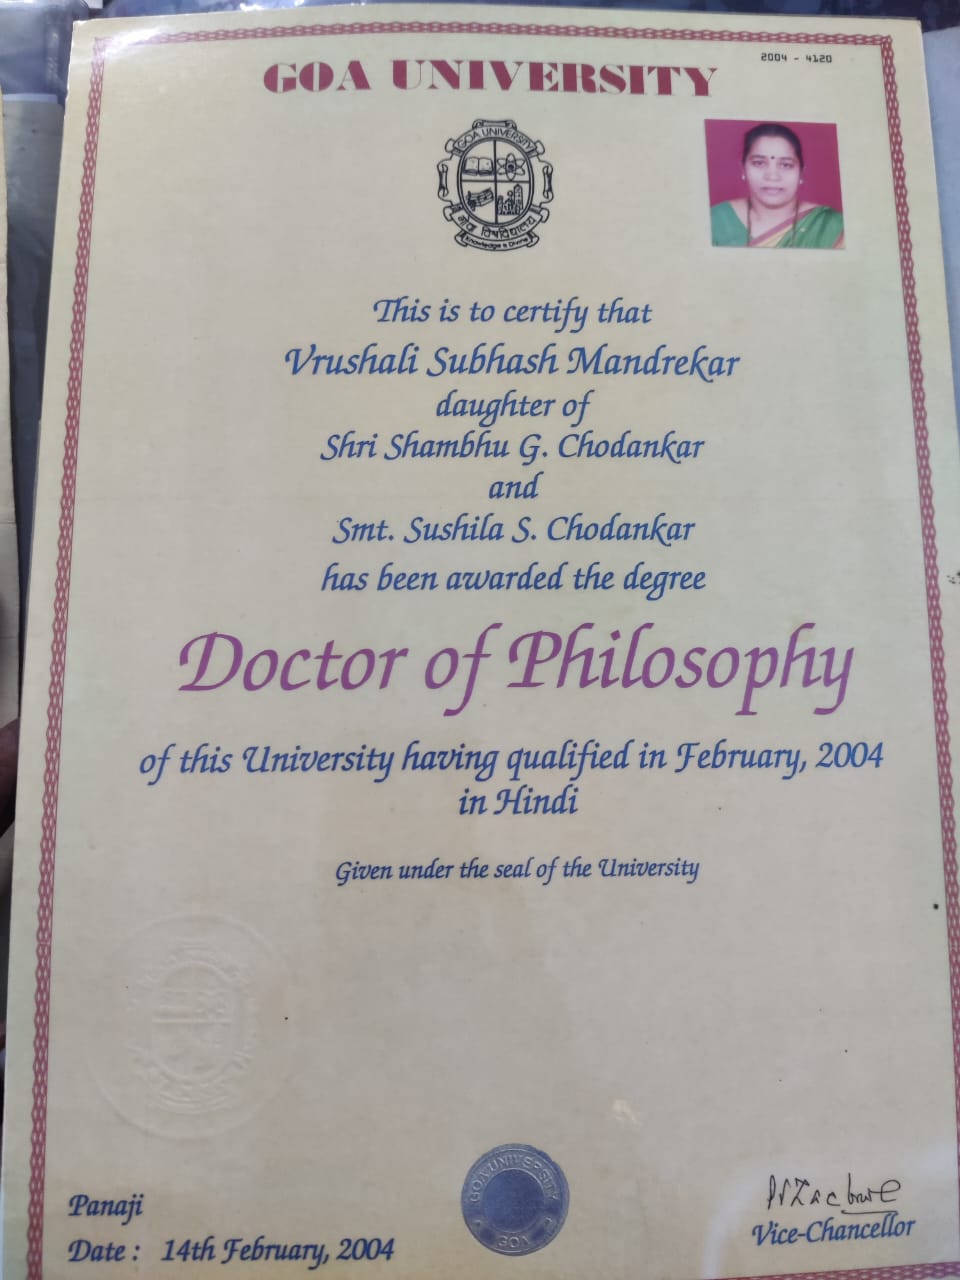 2004 - 4120
GOA UNIVERSITY
GOA UNIVERSITY
गोंय विश्वविद्यालय
Knowledge is Divine
This is to certify that
Vrushali Subhash Mandrekar
daughter of
Shri Shambhu G. Chodankar
and
Smt. Sushila S. Chodankar
has been awarded the degree
Doctor of Philosophy
of this University having qualified in February, 2004
in Hindi
Given under the seal of the University
GOA UNIVERSITY
GOA
Panaji
Vice-Chancellor
Date : 14th February, 2004